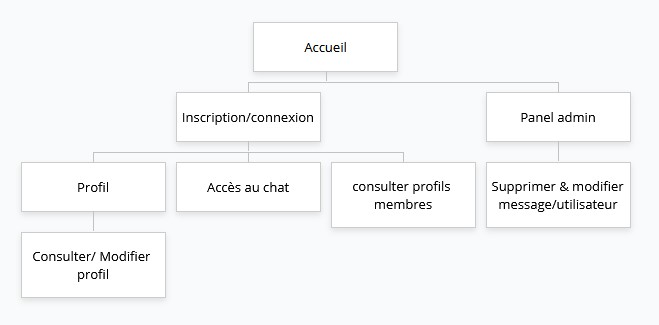 Accueil
Inscription/connexion
Panel admin
Profil
Accès au chat
consulter profils
membres
Supprimer & modifier
message/utilisateur
Consulter/ Modifier
profil